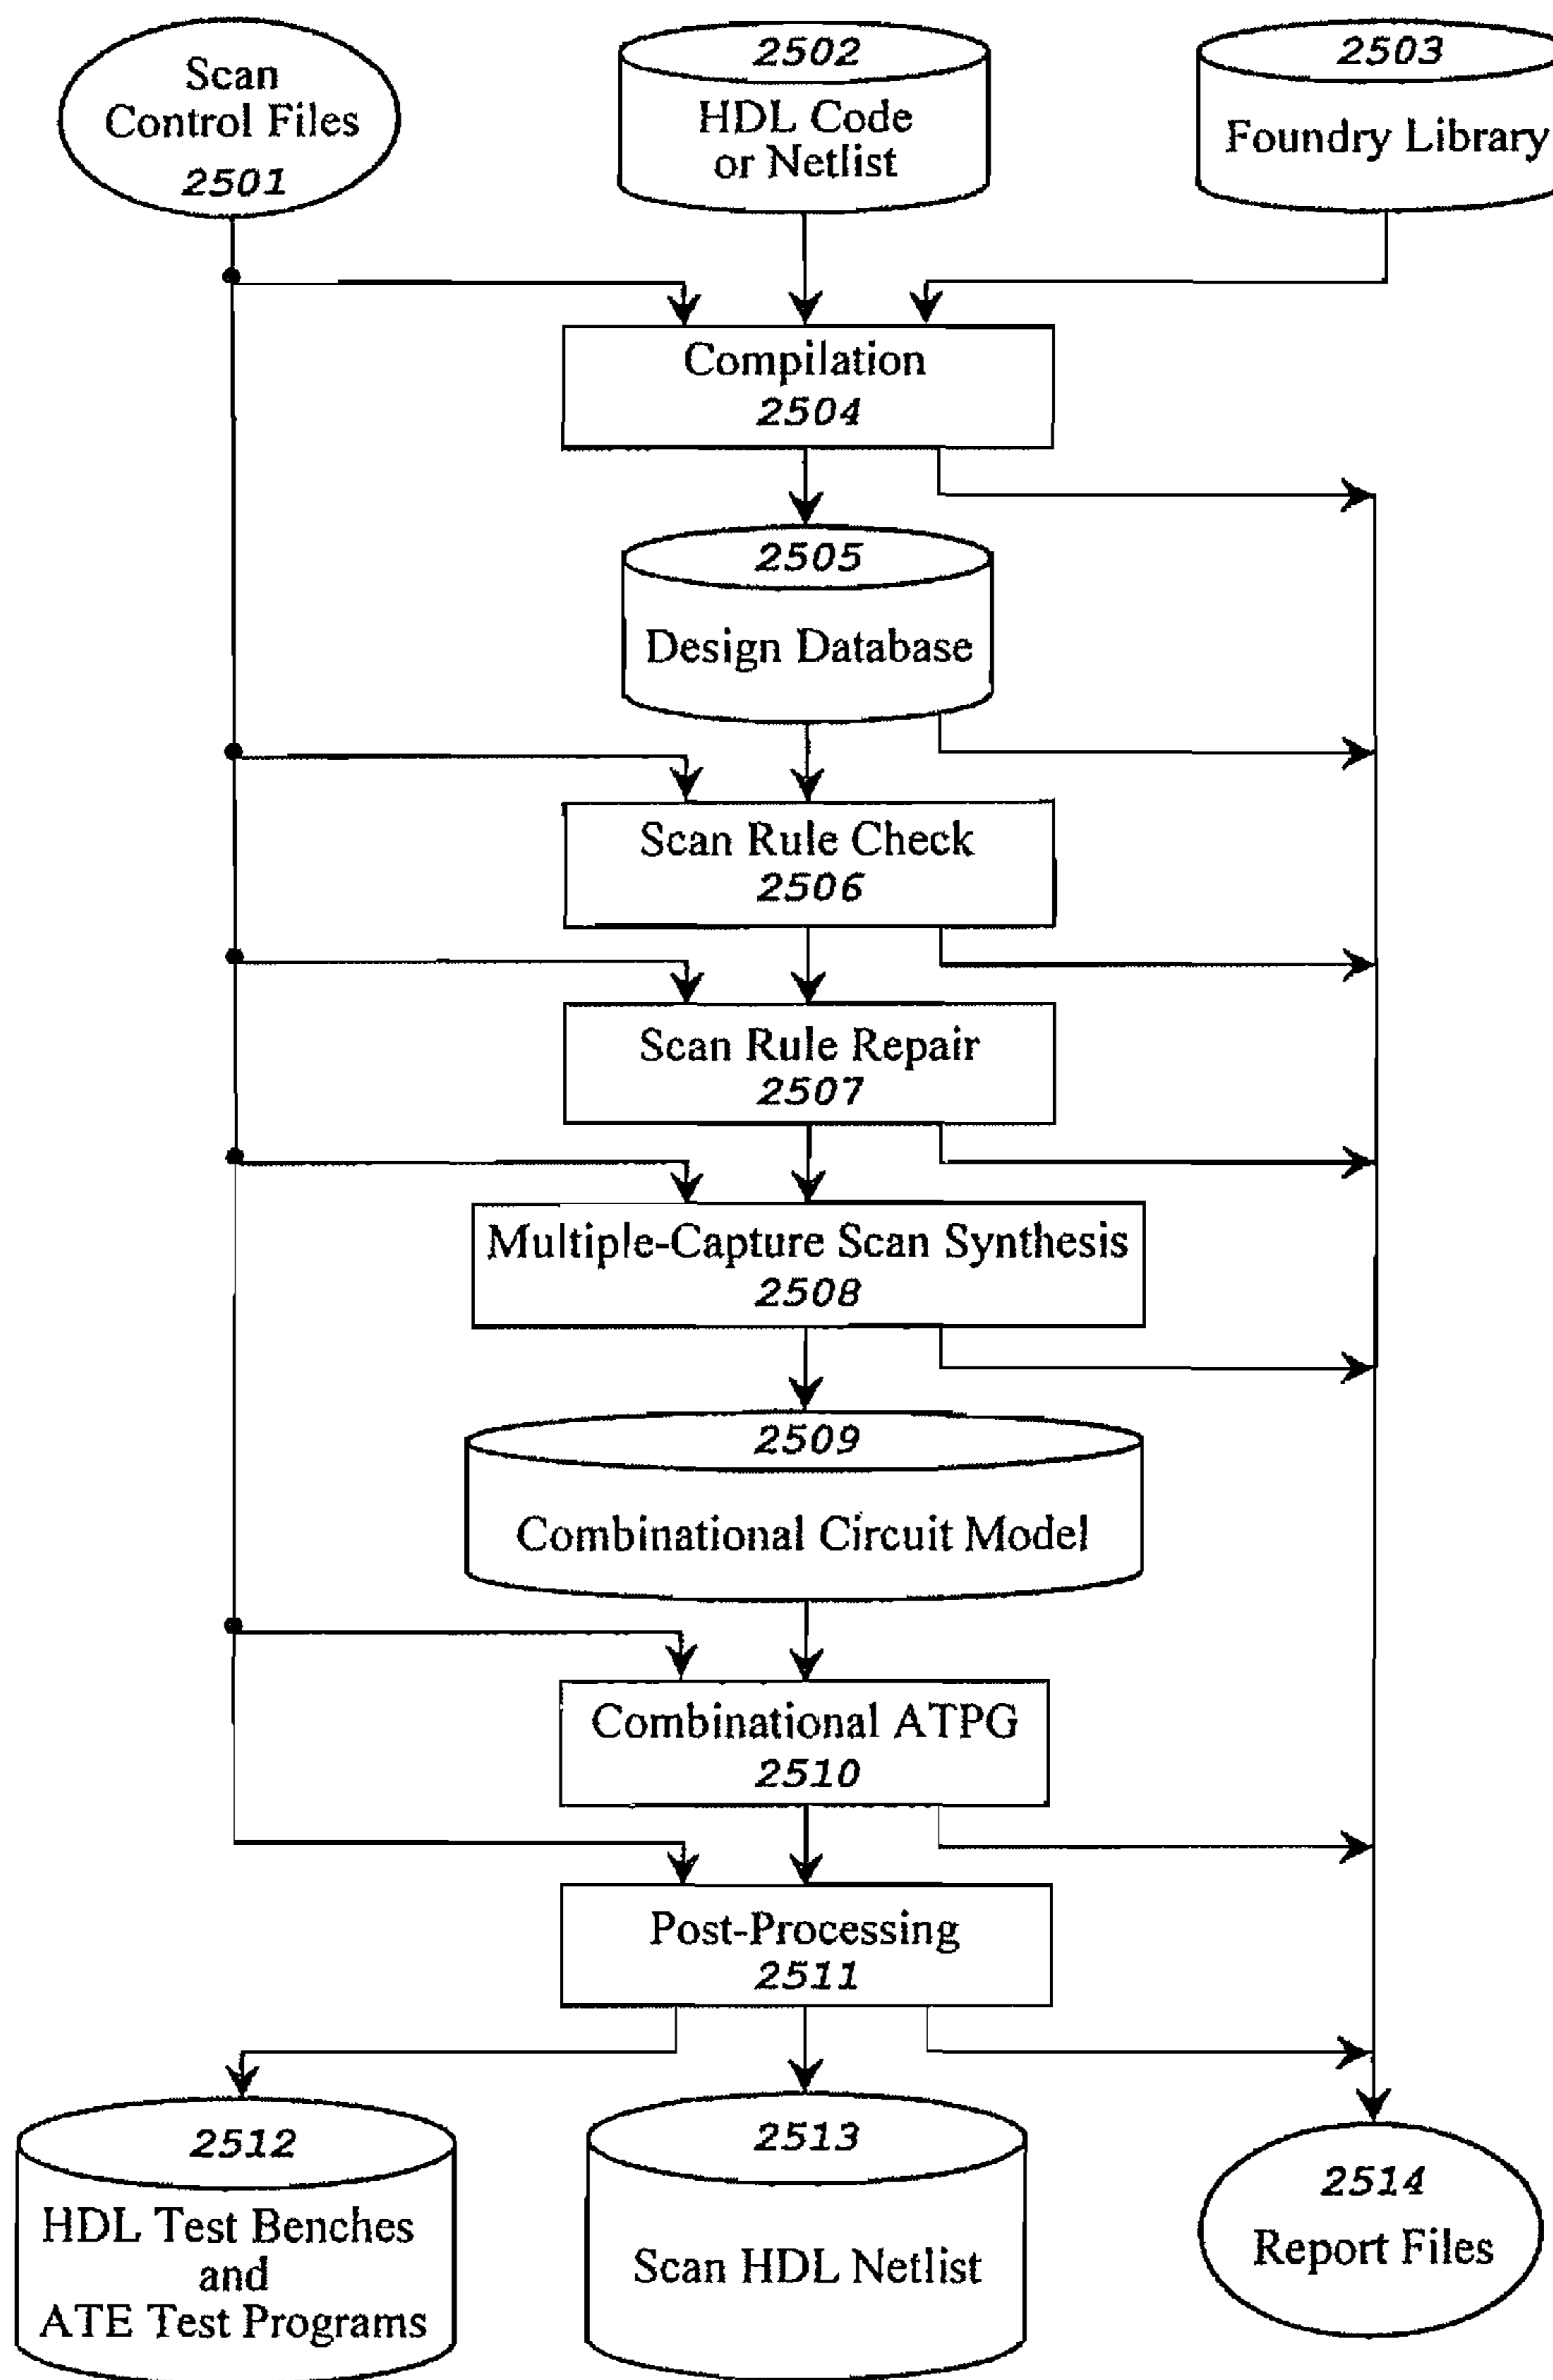 Scan
Control Files
2501
2502
HDL Code
or Netlist
2503
Foundry Library
Compilation
2504
2505
Design Database
Scan Rule Check
2506
Scan Rule Repair
2507
Multiple-Capture Scan Synthesis
2508
2509
Combinational Circuit Model
Combinational ATPG
2510
Post-Processing
2511
2512
HDL Test Benches
and
ATE Test Programs
2513
Scan HDL Netlist
2514
Report Files